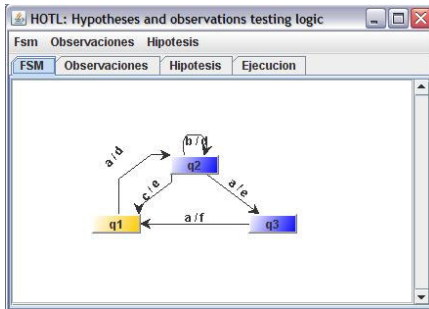 HOTL: Hypotheses and observations testing logic
Fsm Observaciones Hipotesis
FSM Observaciones Hipotesis Ejecucion
b / d
a / d
q2
c / e
a / e
q1
a / f
q3